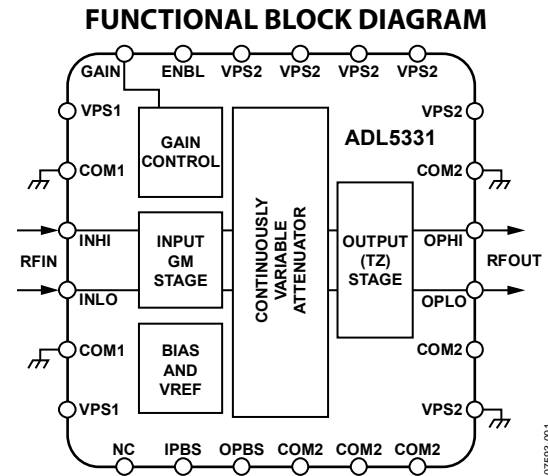 FUNCTIONAL BLOCK DIAGRAM
GAIN ENBL VPS2 VPS2 VPS2 VPS2
VPS1
VPS2
GAIN
CONTROL
ADL5331
COM1
COM2
INHI
INPUT
GM
STAGE
CONTINUOUSLY
VARIABLE
ATTENUATOR
OUTPUT
(TZ)
STAGE
OPHI
RFIN
RFOUT
INLO
OPLO
COM1
BIAS
AND
VREF
COM2
VPS1
VPS2
NC IPBS OPBS COM2 COM2 COM2
07593-001